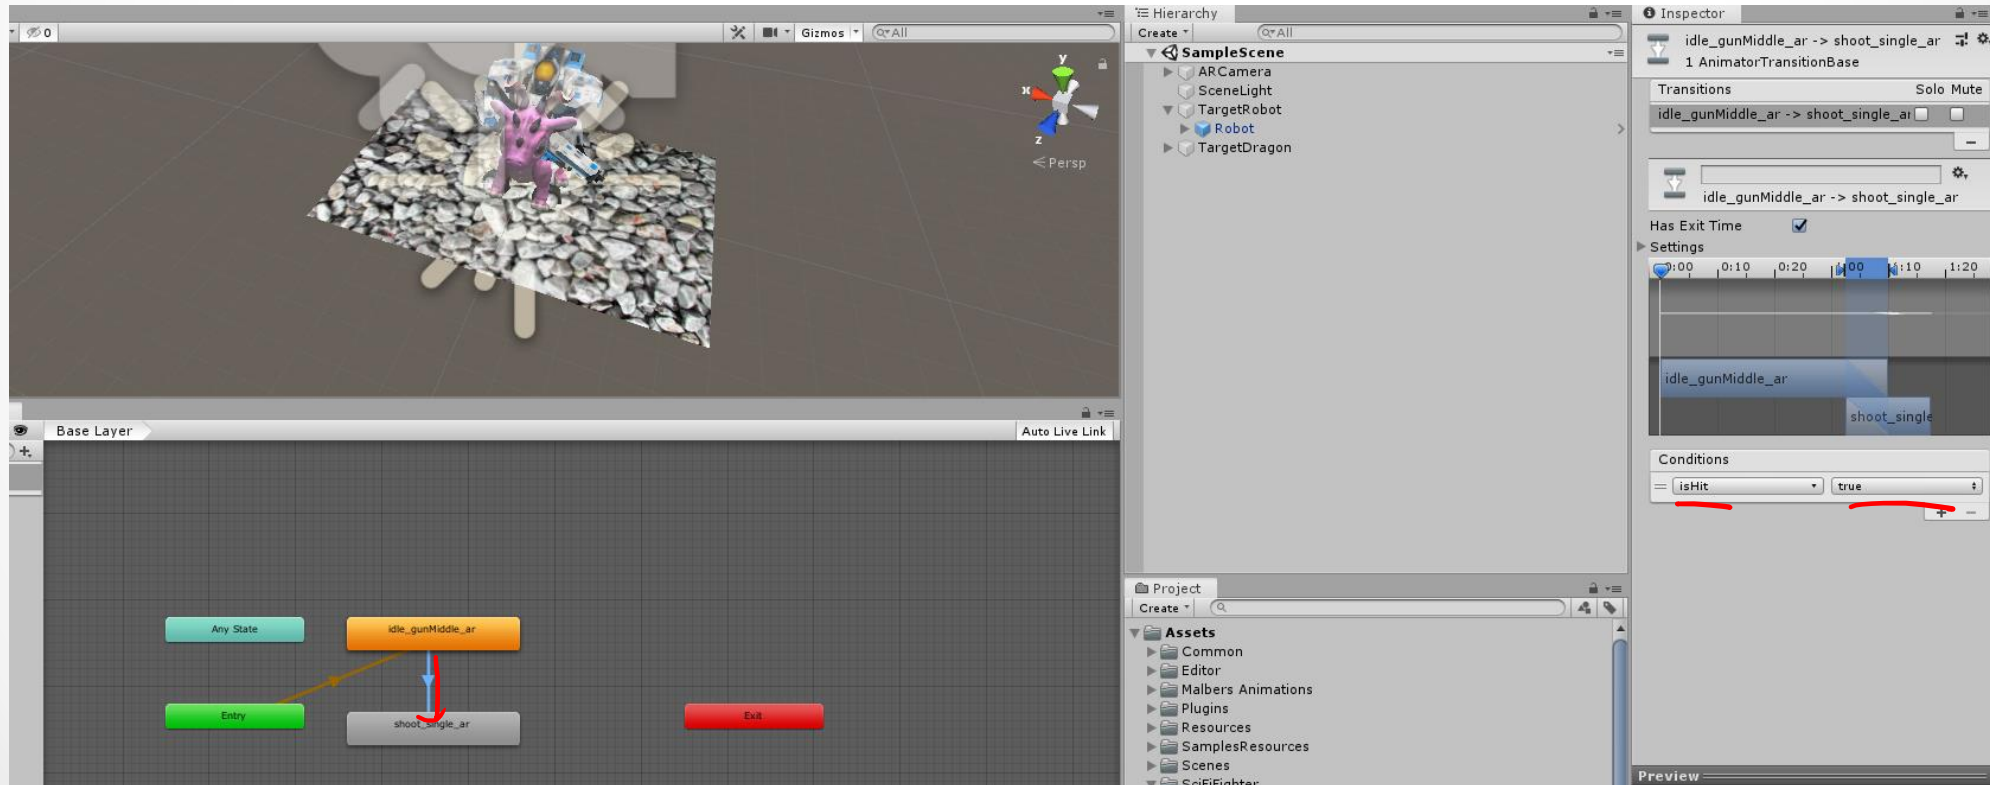 0
Gizmos
All
y
x
z
Persp
Base Layer
Auto Live Link
Any State
idle_gunMiddle_ar
Entry
shoot_single_ar
Exit
Hierarchy
Create
All
SampleScene
ARCamera
SceneLight
TargetRobot
Robot
TargetDragon
Project
Create
Assets
Common
Editor
Malbers Animations
Plugins
Resources
SamplesResources
Scenes
SciFiFighter
Inspector
idle_gunMiddle_ar -> shoot_single_ar
1 AnimatorTransitionBase
Transitions Solo Mute
idle_gunMiddle_ar -> shoot_single_ar
idle_gunMiddle_ar -> shoot_single_ar
Has Exit Time
Settings
0:00 0:10 0:20 1:00 1:10 1:20
idle_gunMiddle_ar
shoot_single
Conditions
isHit true
Preview